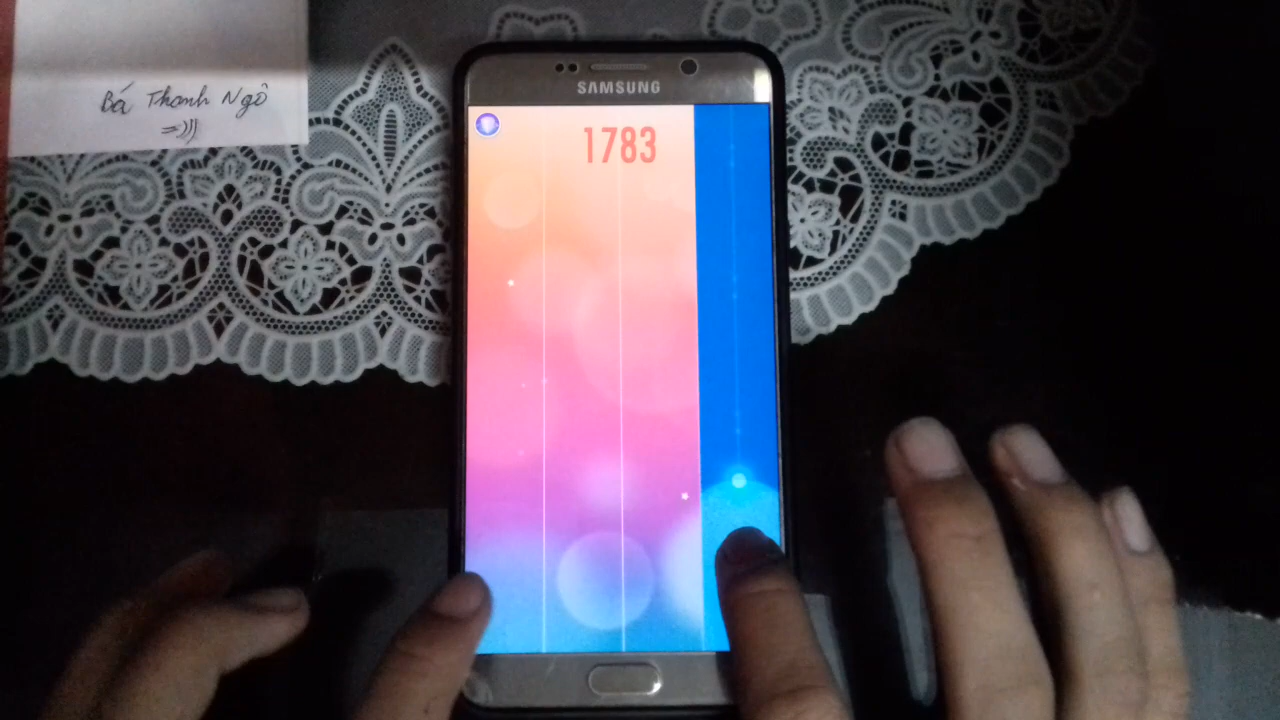 Bá Thanh Ngô
=)))
SAMSUNG
1783